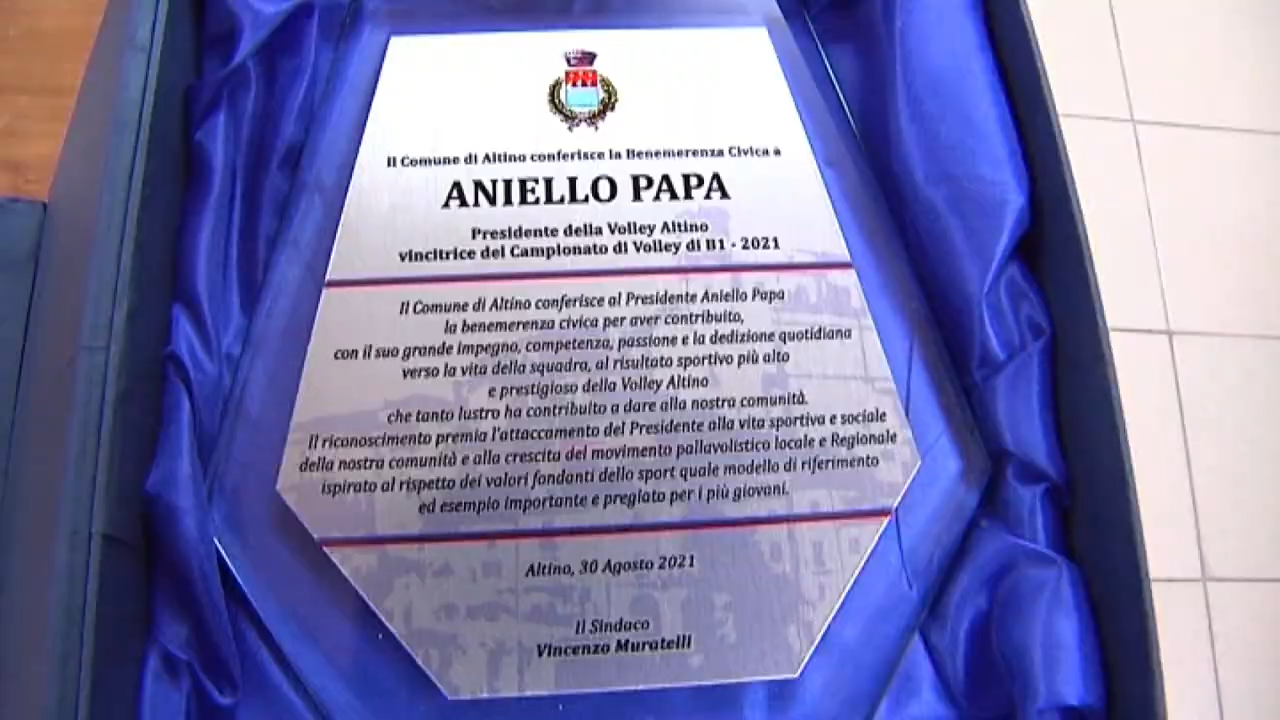 Il Comune di Altino conferisce la Benemerenza Civica a
ANIELLO PAPA
Presidente della Volley Altino
vincitrice del Campionato di Volley di B1 - 2021
Il Comune di Altino conferisce al Presidente Aniello Papa
la benemerenza civica per aver contribuito,
con il suo grande impegno, competenza, passione e la dedizione quotidiana
verso la vita della squadra, al risultato sportivo più alto
e prestigioso della Volley Altino
che tanto lustro ha contribuito a dare alla nostra comunità.
Il riconoscimento premia l'attaccamento del Presidente alla vita sportiva e sociale
della nostra comunità e alla crescita del movimento pallavolistico locale e Regionale
ispirato al rispetto dei valori fondanti dello sport quale modello di riferimento
ed esempio importante e pregiato per i più giovani.
Altino, 30 Agosto 2021
Il Sindaco
Vincenzo Muratelli